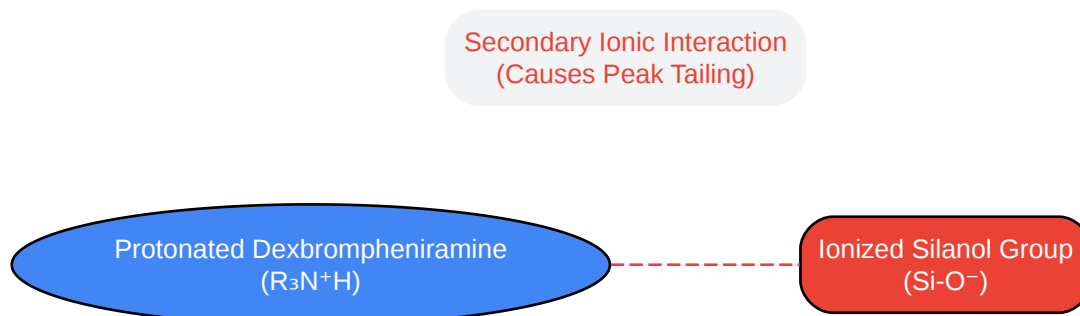 Secondary Ionic Interaction
(Causes Peak Tailing)
Protonated Dexbrompheniramine
(R₃N⁺H)
Ionized Silanol Group
(Si-O⁻)